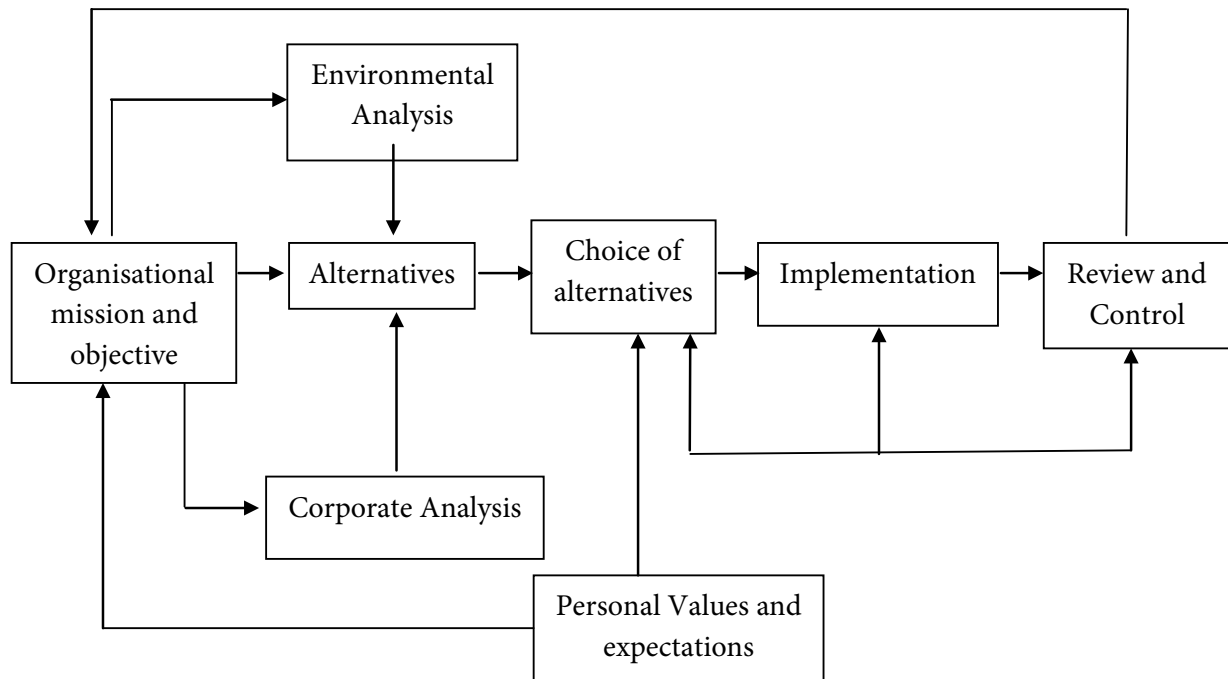 Environmental
Analysis
Organisational
mission and
objective
Alternatives
Choice of
alternatives
Implementation
Review and
Control
Corporate Analysis
Personal Values and
expectations